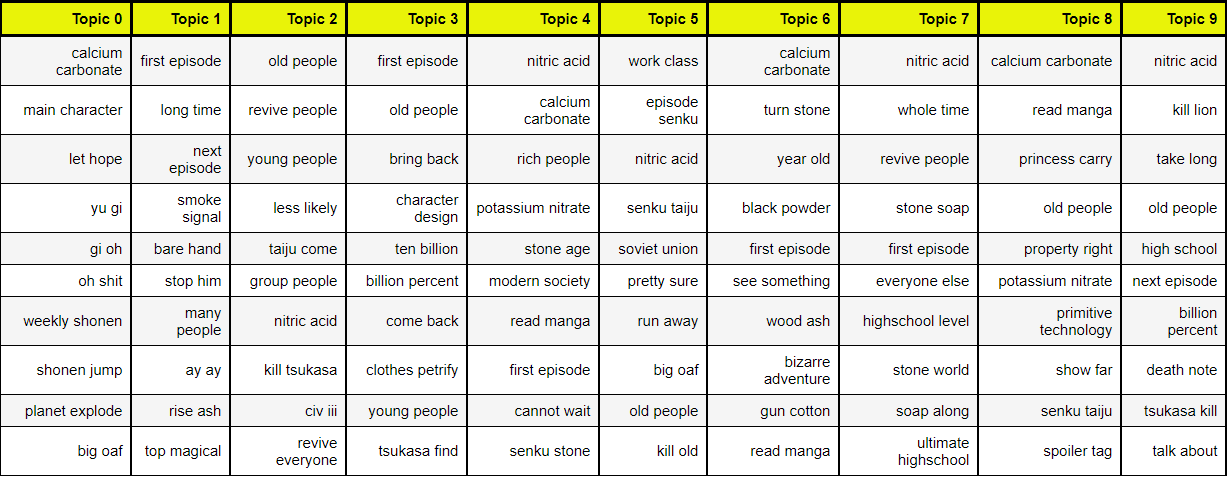 Topic 0 Topic 1 Topic 2 Topic 3 Topic 4 Topic 5 Topic 6 Topic 7 Topic 8 Topic 9
calcium carbonate first episode old people first episode nitric acid work class calcium carbonate nitric acid calcium carbonate nitric acid
main character long time revive people old people calcium carbonate episode senku turn stone whole time read manga kill lion
let hope next episode young people bring back rich people nitric acid year old revive people princess carry take long
yu gi smoke signal less likely character design potassium nitrate senku taiju black powder stone soap old people old people
gi oh bare hand taiju come ten billion stone age soviet union first episode first episode property right high school
oh shit stop him group people billion percent modern society pretty sure see something everyone else potassium nitrate next episode
weekly shonen many people nitric acid come back read manga run away wood ash highschool level primitive technology billion percent
shonen jump ay ay kill tsukasa clothes petrify first episode big oaf bizarre adventure stone world show far death note
planet explode rise ash civ iii young people cannot wait old people gun cotton soap along senku taiju tsukasa kill
big oaf top magical revive everyone tsukasa find senku stone kill old read manga ultimate highschool spoiler tag talk about